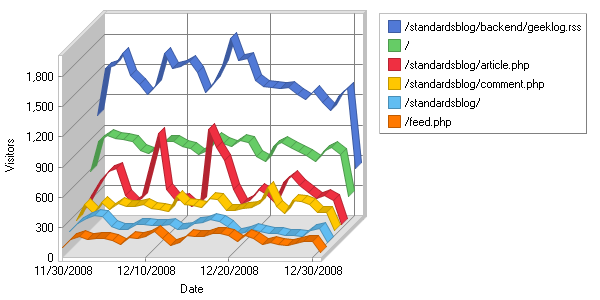 /standardsblog/backend/geeklog.rss
/
/standardsblog/article.php
/standardsblog/comment.php
/standardsblog/
/feed.php
Visitors
1,800
1,500
1,200
900
600
300
0
11/30/2008 12/10/2008 12/20/2008 12/30/2008
Date